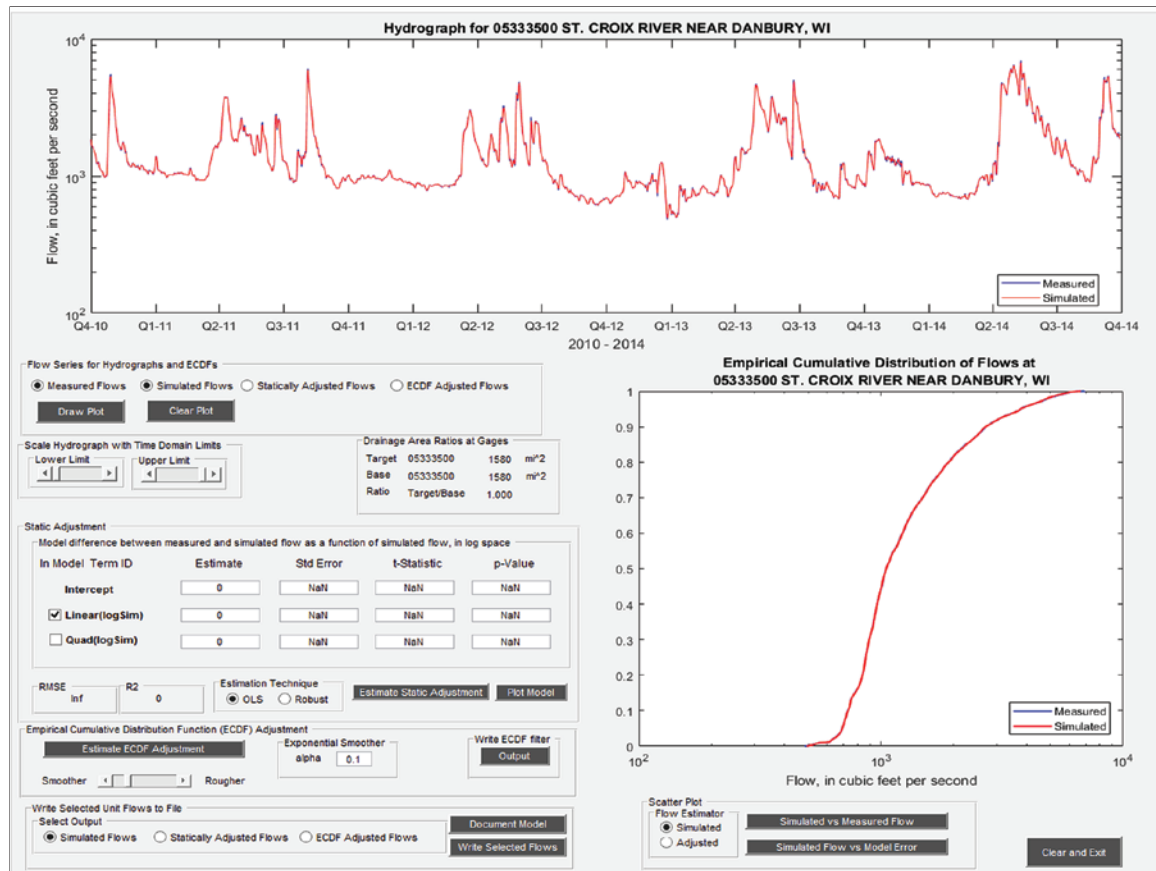 Hydrograph for 05333500 ST. CROIX RIVER NEAR DANBURY, WI
10^4
10^3
10^2
Flow, in cubic feet per second
Measured
Simulated
Q4-10 Q1-11 Q2-11 Q3-11 Q4-11 Q1-12 Q2-12 Q3-12 Q4-12 Q1-13 Q2-13 Q3-13 Q4-13 Q1-14 Q2-14 Q3-14 Q4-14
2010 - 2014
Flow Series for Hydrographs and ECDFs
Measured Flows Simulated Flows Statically Adjusted Flows ECDF Adjusted Flows
Draw Plot Clear Plot
Scale Hydrograph with Time Domain Limits
Lower Limit Upper Limit
Drainage Area Ratios at Gages
Target 05333500 1580 mi^2
Base 05333500 1580 mi^2
Ratio Target/Base 1.000
Static Adjustment
Model difference between measured and simulated flow as a function of simulated flow, in log space
In Model Term ID Estimate Std Error t-Statistic p-Value
Intercept 0 NaN NaN NaN
Linear(logSim) 0 NaN NaN NaN
Quad(logSim) 0 NaN NaN NaN
RMSE
Inf
R2
0
Estimation Technique
OLS Robust
Estimate Static Adjustment Plot Model
Empirical Cumulative Distribution Function (ECDF) Adjustment
Estimate ECDF Adjustment
Smoother Rougher
Exponential Smoother
alpha 0.1
Write ECDF filter
Output
Write Selected Unit Flows to File
Select Output
Simulated Flows Statically Adjusted Flows ECDF Adjusted Flows
Document Model
Write Selected Flows
Empirical Cumulative Distribution of Flows at
05333500 ST. CROIX RIVER NEAR DANBURY, WI
1
0.9
0.8
0.7
0.6
0.5
0.4
0.3
0.2
0.1
0
Measured
Simulated
10^2 10^3 10^4
Flow, in cubic feet per second
Scatter Plot
Flow Estimator
Simulated
Adjusted
Simulated vs Measured Flow
Simulated Flow vs Model Error
Clear and Exit